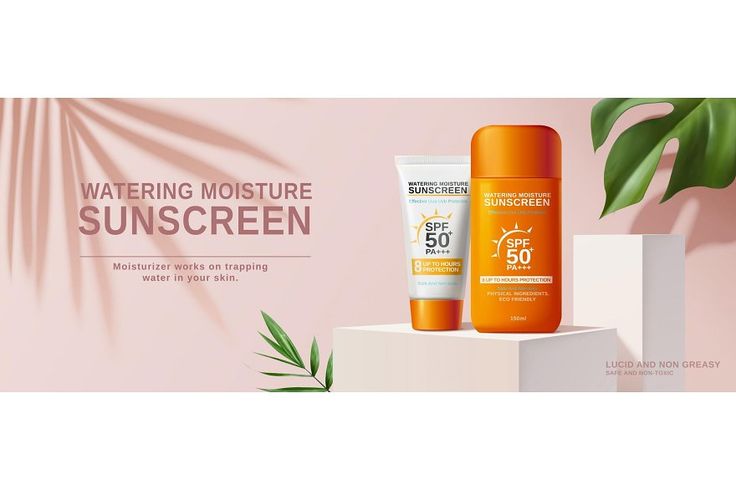 WATERING MOISTURE
SUNSCREEN
Moisturizer works on trapping
water in your skin.
WATERING MOISTURE
SUNSCREEN
SPF
50+
PA+++
8 UP TO HOURS
PROTECTION
WATERING MOISTURE
SUNSCREEN
SPF
50+
PA+++
8 UP TO HOURS PROTECTION
PHYSICAL INGREDIENTS,
ECO FRIENDLY
150ml
LUCID AND NON GREASY
SAFE AND NON-TOXIC